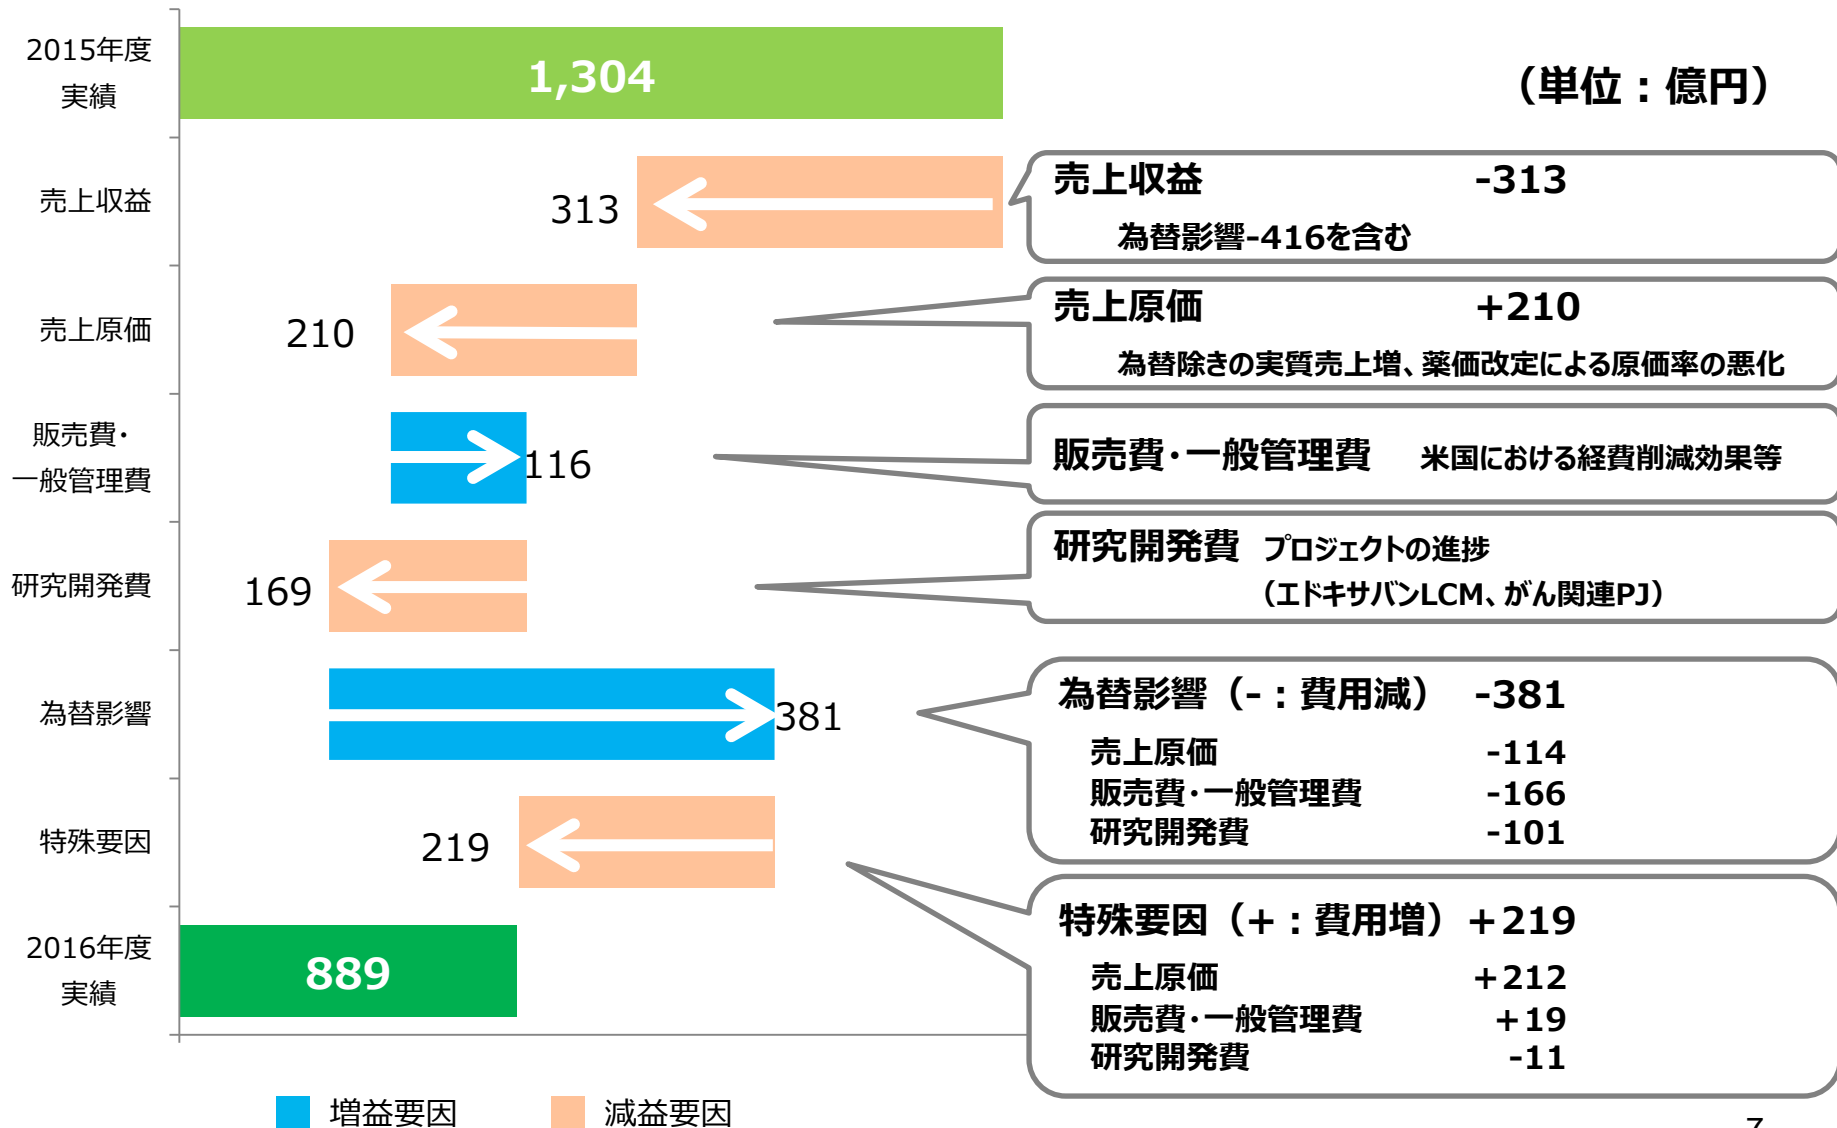 2015年度
実績
1,304
（単位：億円）
売上収益
313
売上収益 -313
為替影響-416を含む
売上原価
210
売上原価 +210
為替除きの実質売上増、薬価改定による原価率の悪化
販売費・
一般管理費
116
販売費・一般管理費 米国における経費削減効果等
研究開発費
169
研究開発費 プロジェクトの進捗
（エドキサバンLCM、がん関連PJ）
為替影響
381
為替影響（-：費用減） -381
売上原価 -114
販売費・一般管理費 -166
研究開発費 -101
特殊要因
219
特殊要因（+：費用増）+219
売上原価 +212
販売費・一般管理費 +19
研究開発費 -11
2016年度
実績
889
増益要因
減益要因
7